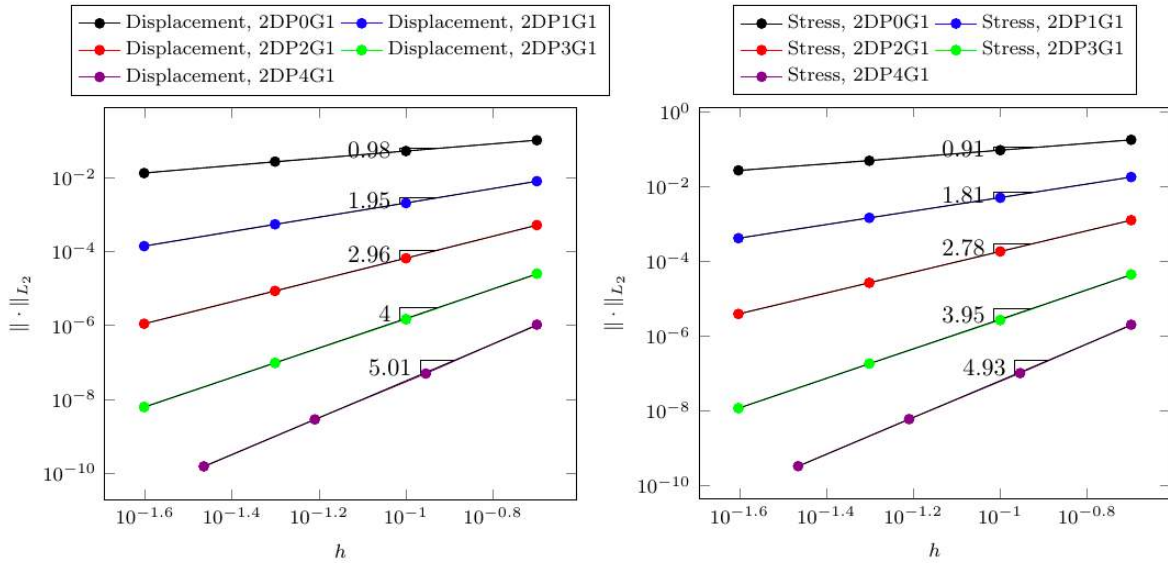 Displacement, 2DP0G1 Displacement, 2DP1G1
Displacement, 2DP2G1 Displacement, 2DP3G1
Displacement, 2DP4G1
10^{-2}
10^{-4}
10^{-6}
10^{-8}
10^{-10}
∥ · ∥_{L_2}
0.98
1.95
2.96
4
5.01
10^{-1.6} 10^{-1.4} 10^{-1.2} 10^{-1} 10^{-0.8}
h
Stress, 2DP0G1 Stress, 2DP1G1
Stress, 2DP2G1 Stress, 2DP3G1
Stress, 2DP4G1
10^{0}
10^{-2}
10^{-4}
10^{-6}
10^{-8}
10^{-10}
∥ · ∥_{L_2}
0.91
1.81
2.78
3.95
4.93
10^{-1.6} 10^{-1.4} 10^{-1.2} 10^{-1} 10^{-0.8}
h